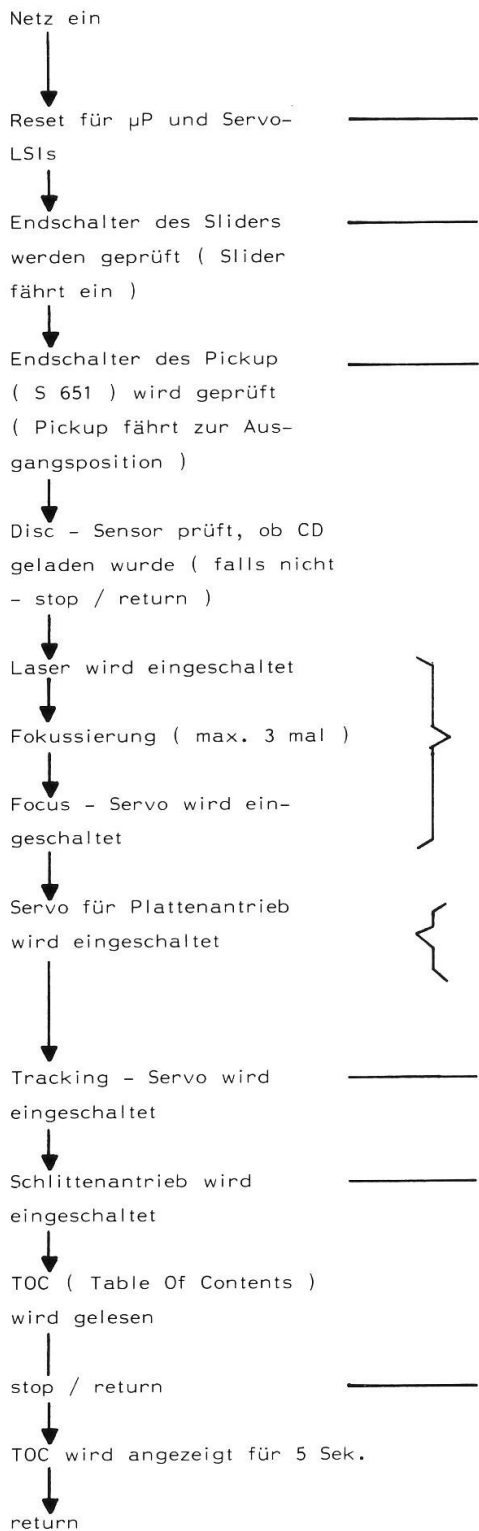 Netz ein
Reset für µP und Servo-
LSIs
Endschalter des Sliders
werden geprüft ( Slider
fährt ein )
Endschalter des Pickup
( S 651 ) wird geprüft
( Pickup fährt zur Aus-
gangsposition )
Disc - Sensor prüft, ob CD
geladen wurde ( falls nicht
- stop / return )
Laser wird eingeschaltet
Fokussierung ( max. 3 mal )
Focus - Servo wird ein-
geschaltet
Servo für Plattenantrieb
wird eingeschaltet
Tracking - Servo wird
eingeschaltet
Schlittenantrieb wird
eingeschaltet
TOC ( Table Of Contents )
wird gelesen
stop / return
TOC wird angezeigt für 5 Sek.
return